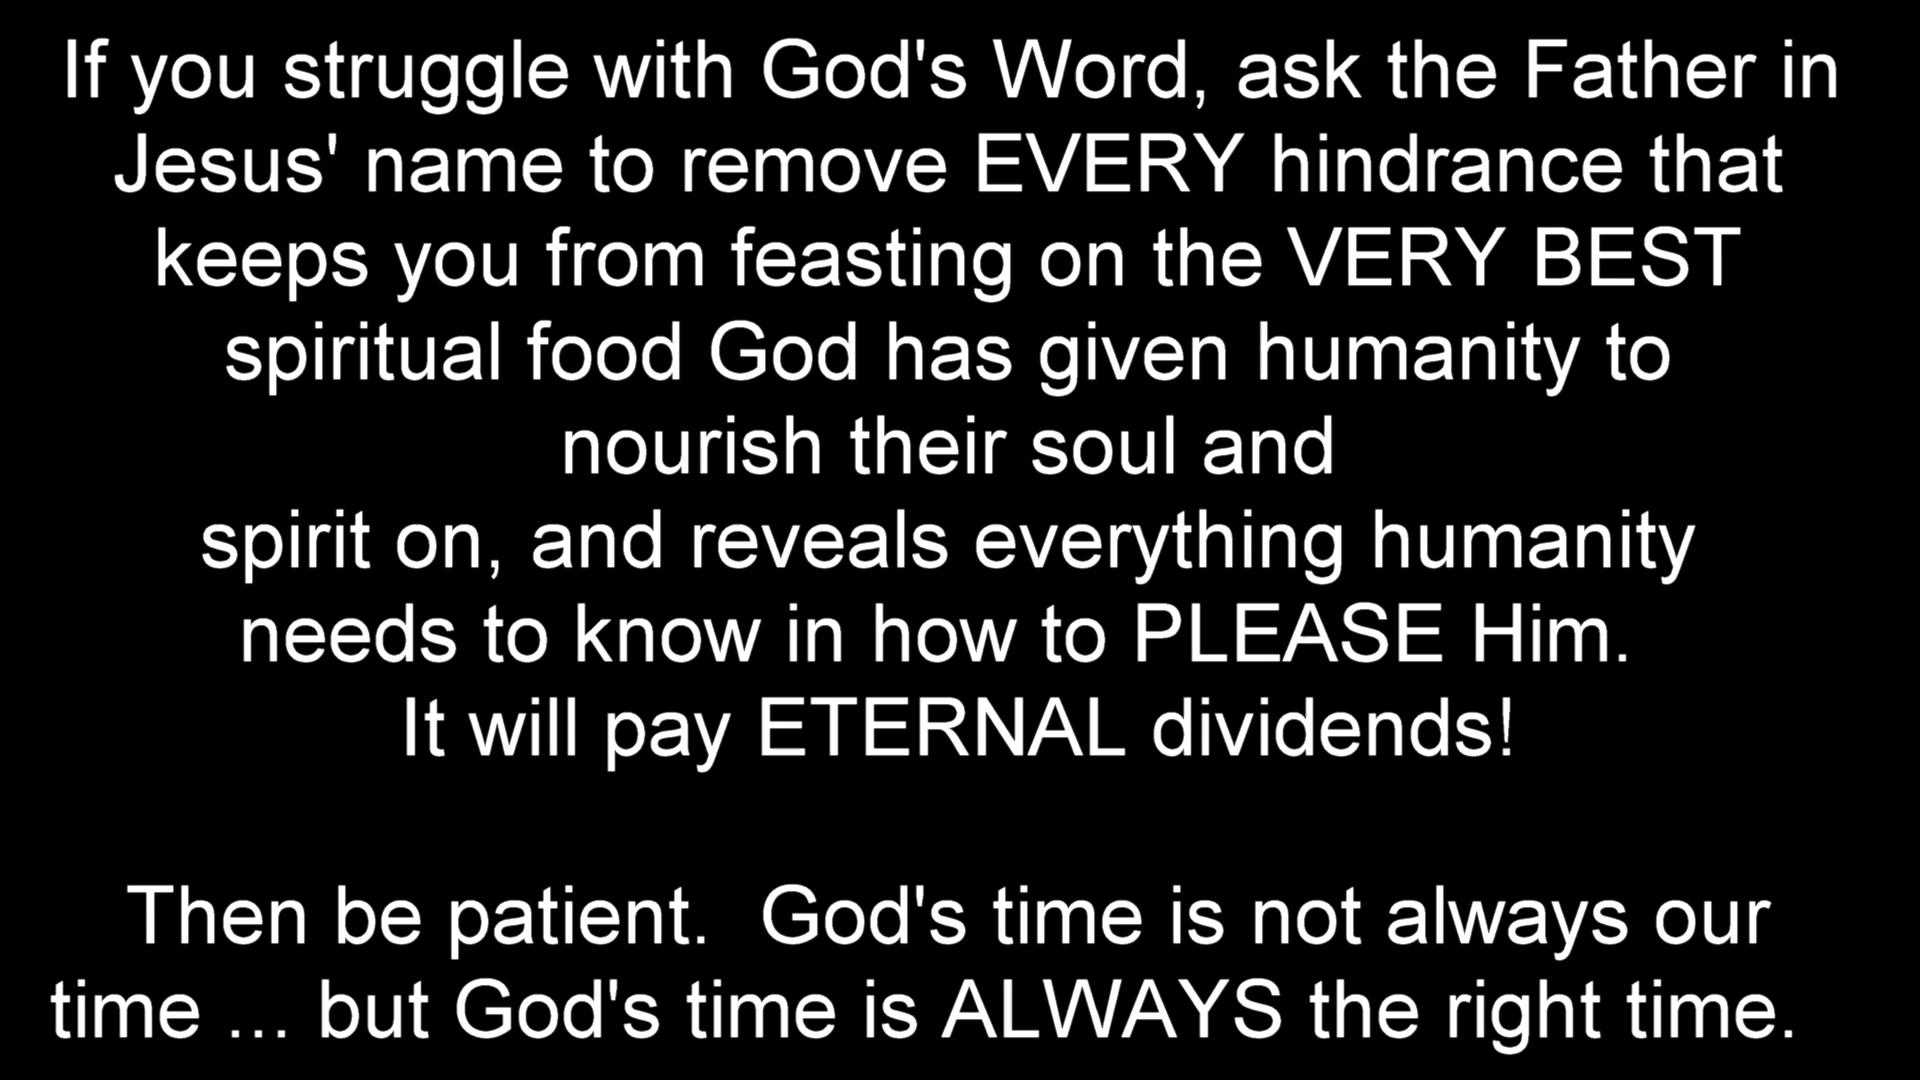 If you struggle with God's Word, ask the Father in
Jesus' name to remove EVERY hindrance that
keeps you from feasting on the VERY BEST
spiritual food God has given humanity to
nourish their soul and
spirit on, and reveals everything humanity
needs to know in how to PLEASE Him.
It will pay ETERNAL dividends!
Then be patient.  God's time is not always our
time ... but God's time is ALWAYS the right time.